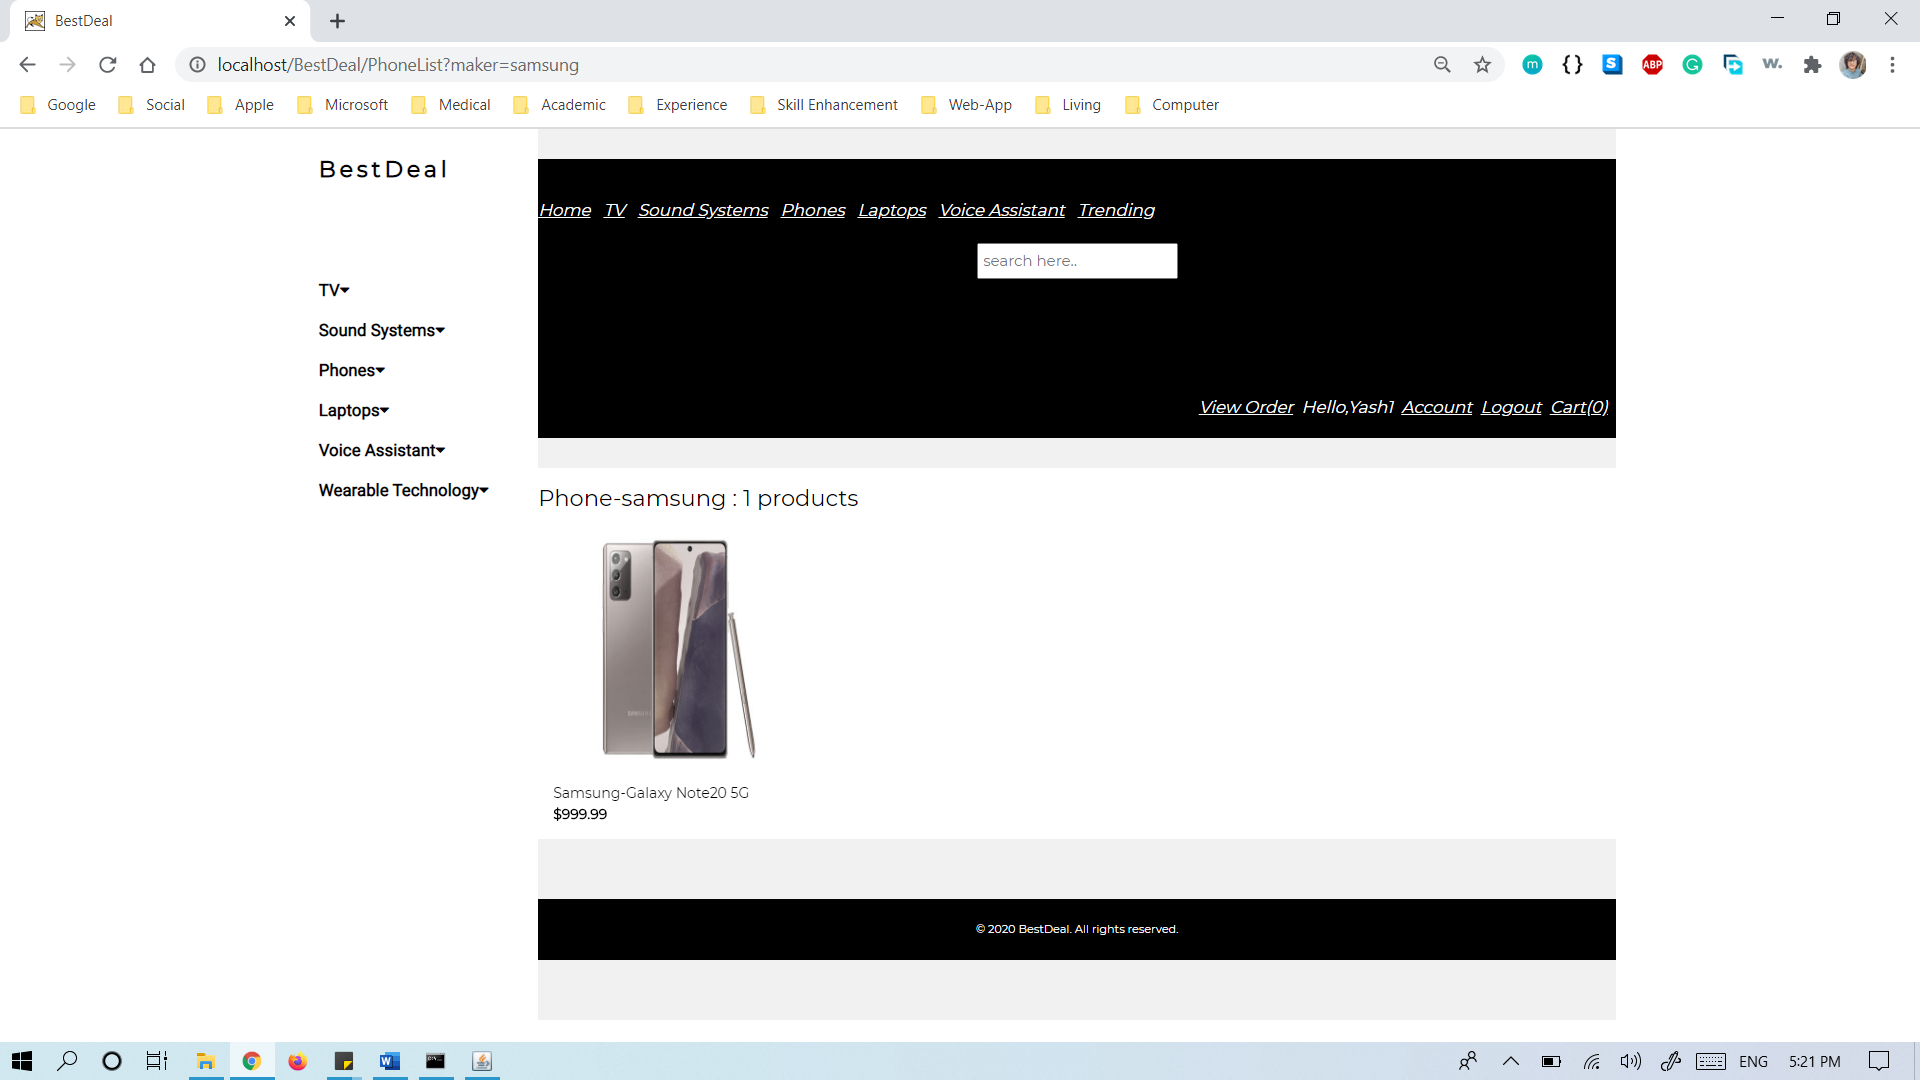 BestDeal
localhost/BestDeal/PhoneList?maker=samsung
Google Social Apple Microsoft Medical Academic Experience Skill Enhancement Web-App Living Computer
BestDeal
TV
Sound Systems
Phones
Laptops
Voice Assistant
Wearable Technology
Home TV Sound Systems Phones Laptops Voice Assistant Trending
search here..
View Order Hello,Yash1 Account Logout Cart(0)
Phone-samsung : 1 products
Samsung-Galaxy Note20 5G
$999.99
© 2020 BestDeal. All rights reserved.
ENG 5:21 PM